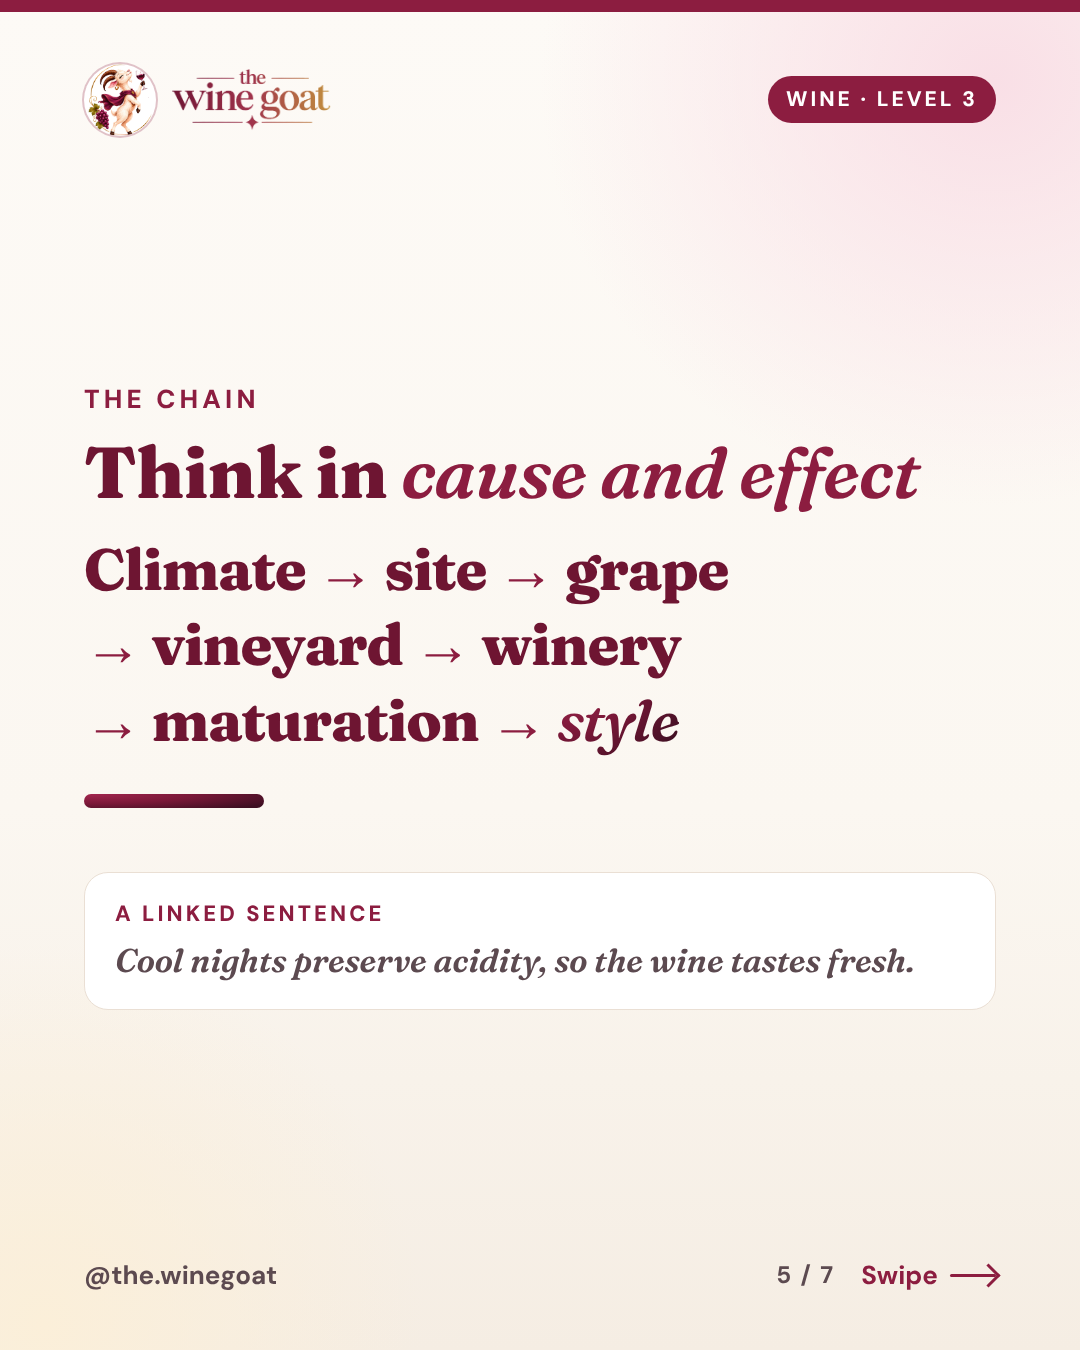 the
wine goat
WINE · LEVEL 3
THE CHAIN
Think in cause and effect
Climate → site → grape
→ vineyard → winery
→ maturation → style
A LINKED SENTENCE
Cool nights preserve acidity, so the wine tastes fresh.
@the.winegoat
5 / 7 Swipe →